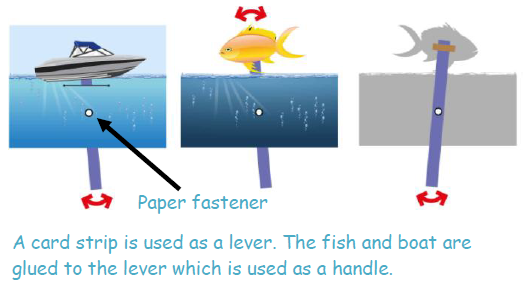 Paper fastener
A card strip is used as a lever. The fish and boat are
glued to the lever which is used as a handle.